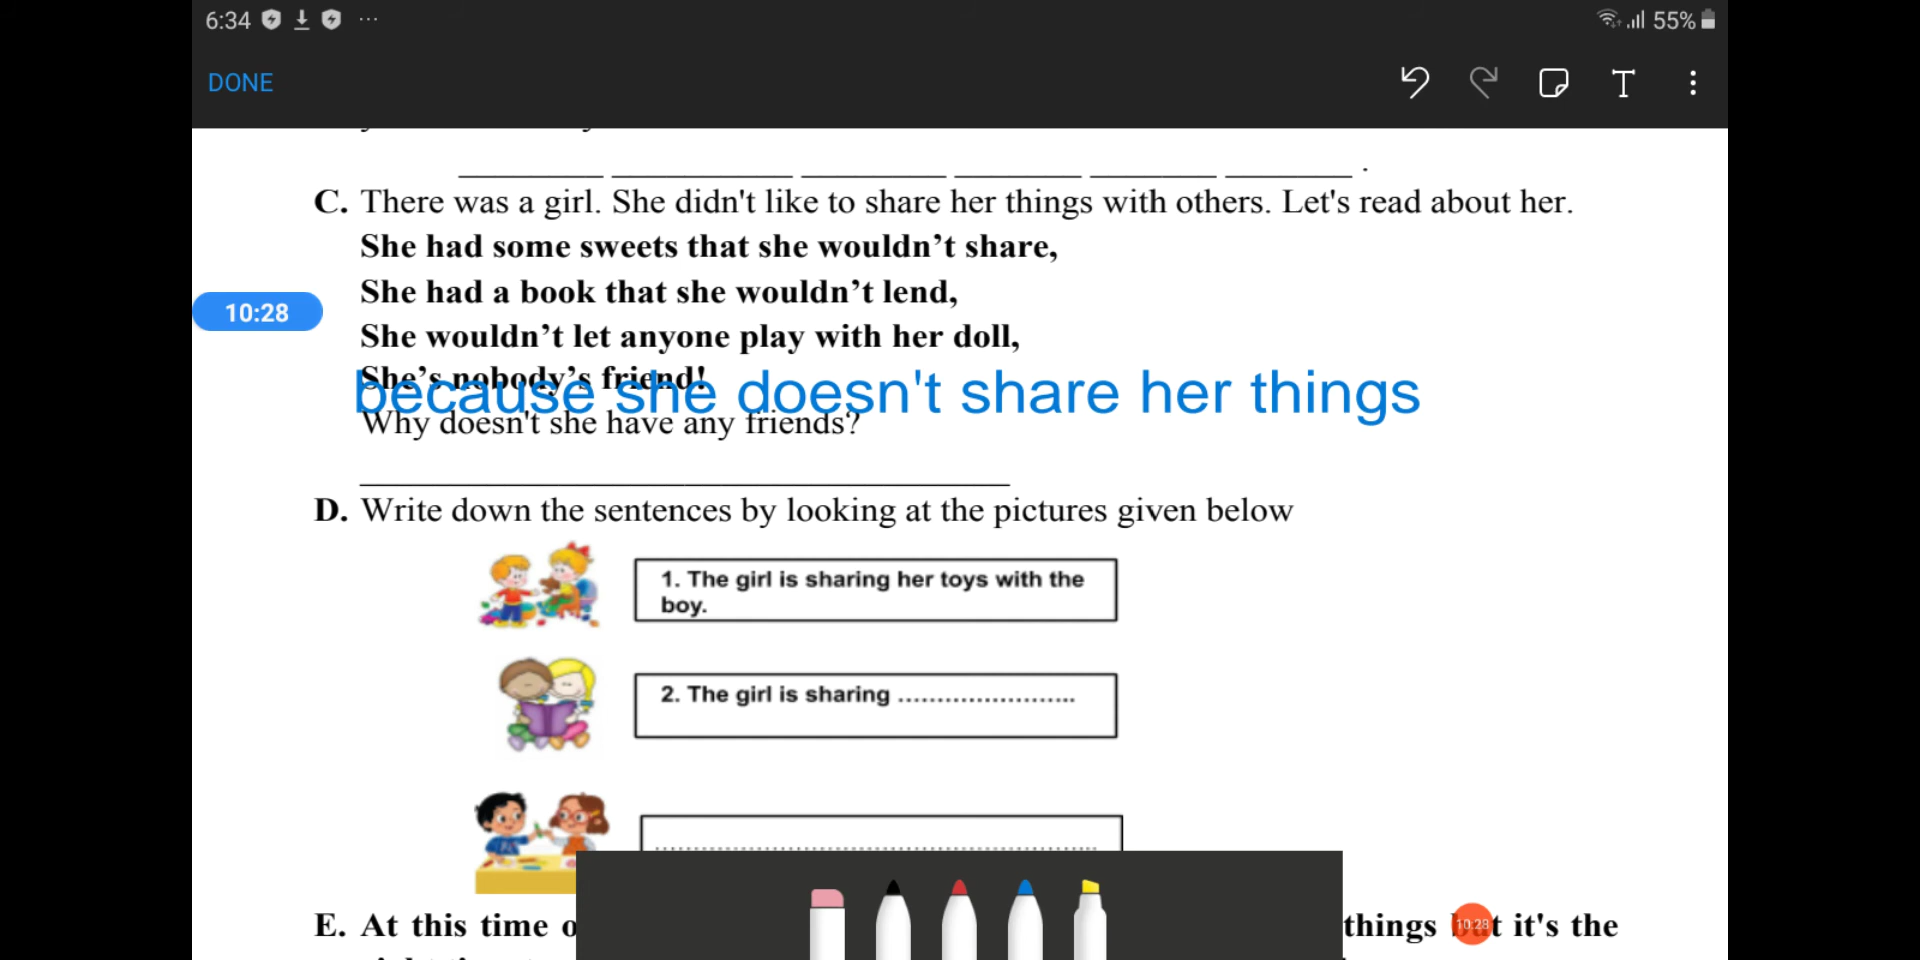 6:34 ... 55%
DONE
T
C. There was a girl. She didn't like to share her things with others. Let's read about her.
She had some sweets that she wouldn’t share,
She had a book that she wouldn’t lend,
10:28
She wouldn’t let anyone play with her doll,
She’s nobody’s friend!
because she doesn't share her things
Why doesn't she have any friends?
D. Write down the sentences by looking at the pictures given below
1. The girl is sharing her toys with the
boy.
2. The girl is sharing ......................
E. At this time things but it's the
10:28